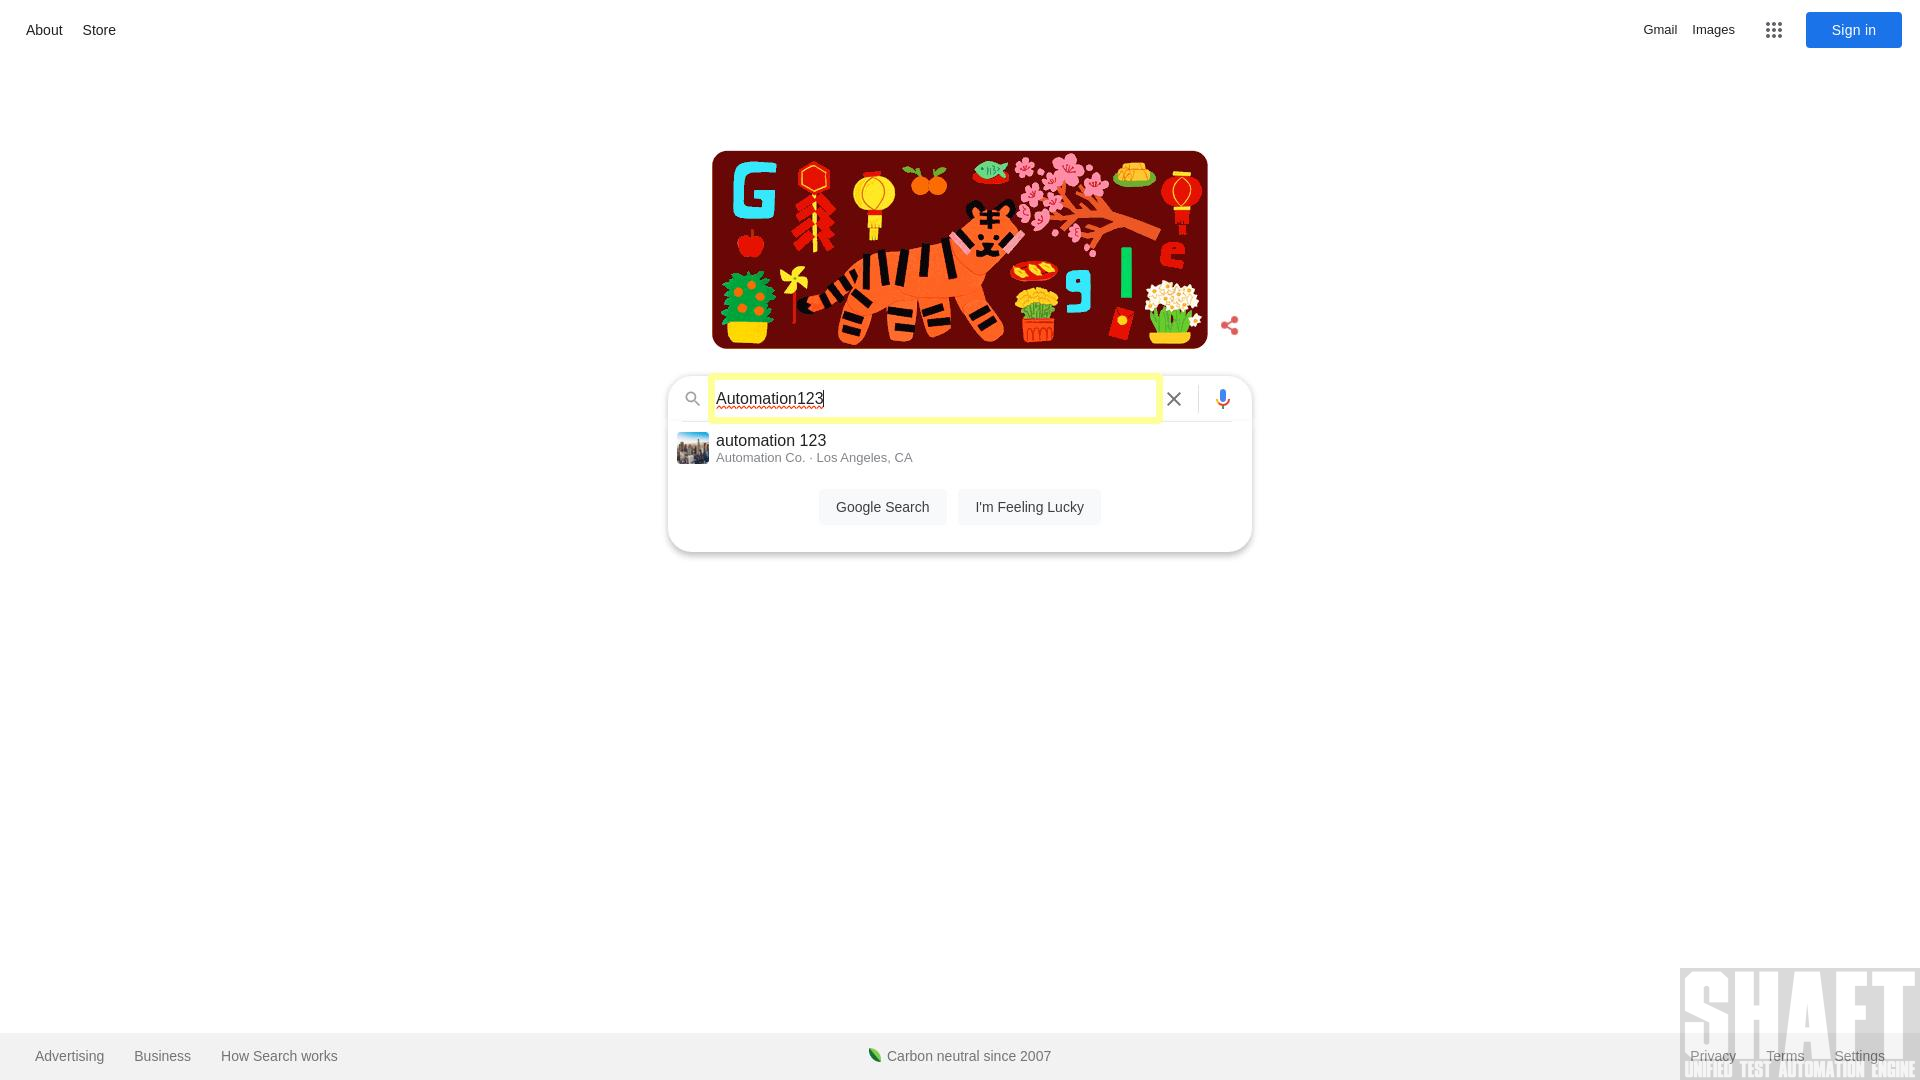 About Store
Gmail Images Sign in
G g l e
Automation123
automation 123
Automation Co. · Los Angeles, CA
Google Search I'm Feeling Lucky
SHAFT
UNIFIED TEST AUTOMATION ENGINE
Advertising Business How Search works Carbon neutral since 2007 Privacy Terms Settings